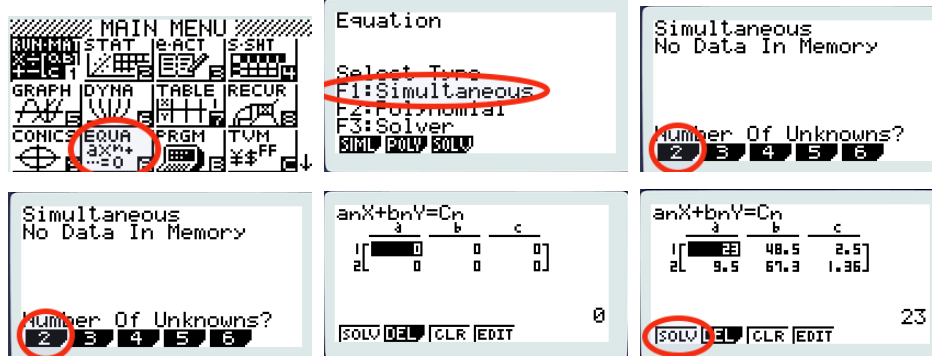 MAIN MENU
RUN·MAT STAT e·ACT S·SHT
GRAPH DYNA TABLE RECUR
CONICS EQUA PRGM TVM
aXⁿ+
…=0
¥$FF
Equation
Select Type
F1:Simultaneous
F2:Polynomial
F3:Solver
SIML POLY SOLV
Simultaneous
No Data In Memory
Number Of Unknowns?
2 3 4 5 6
Simultaneous
No Data In Memory
Number Of Unknowns?
2 3 4 5 6
anX+bnY=Cn
a b c
1 0 0 0
2 0 0 0
0
SOLV DEL CLR EDIT
anX+bnY=Cn
a b c
1 23 48.5 2.5
2 9.5 67.3 1.36
23
SOLV DEL CLR EDIT